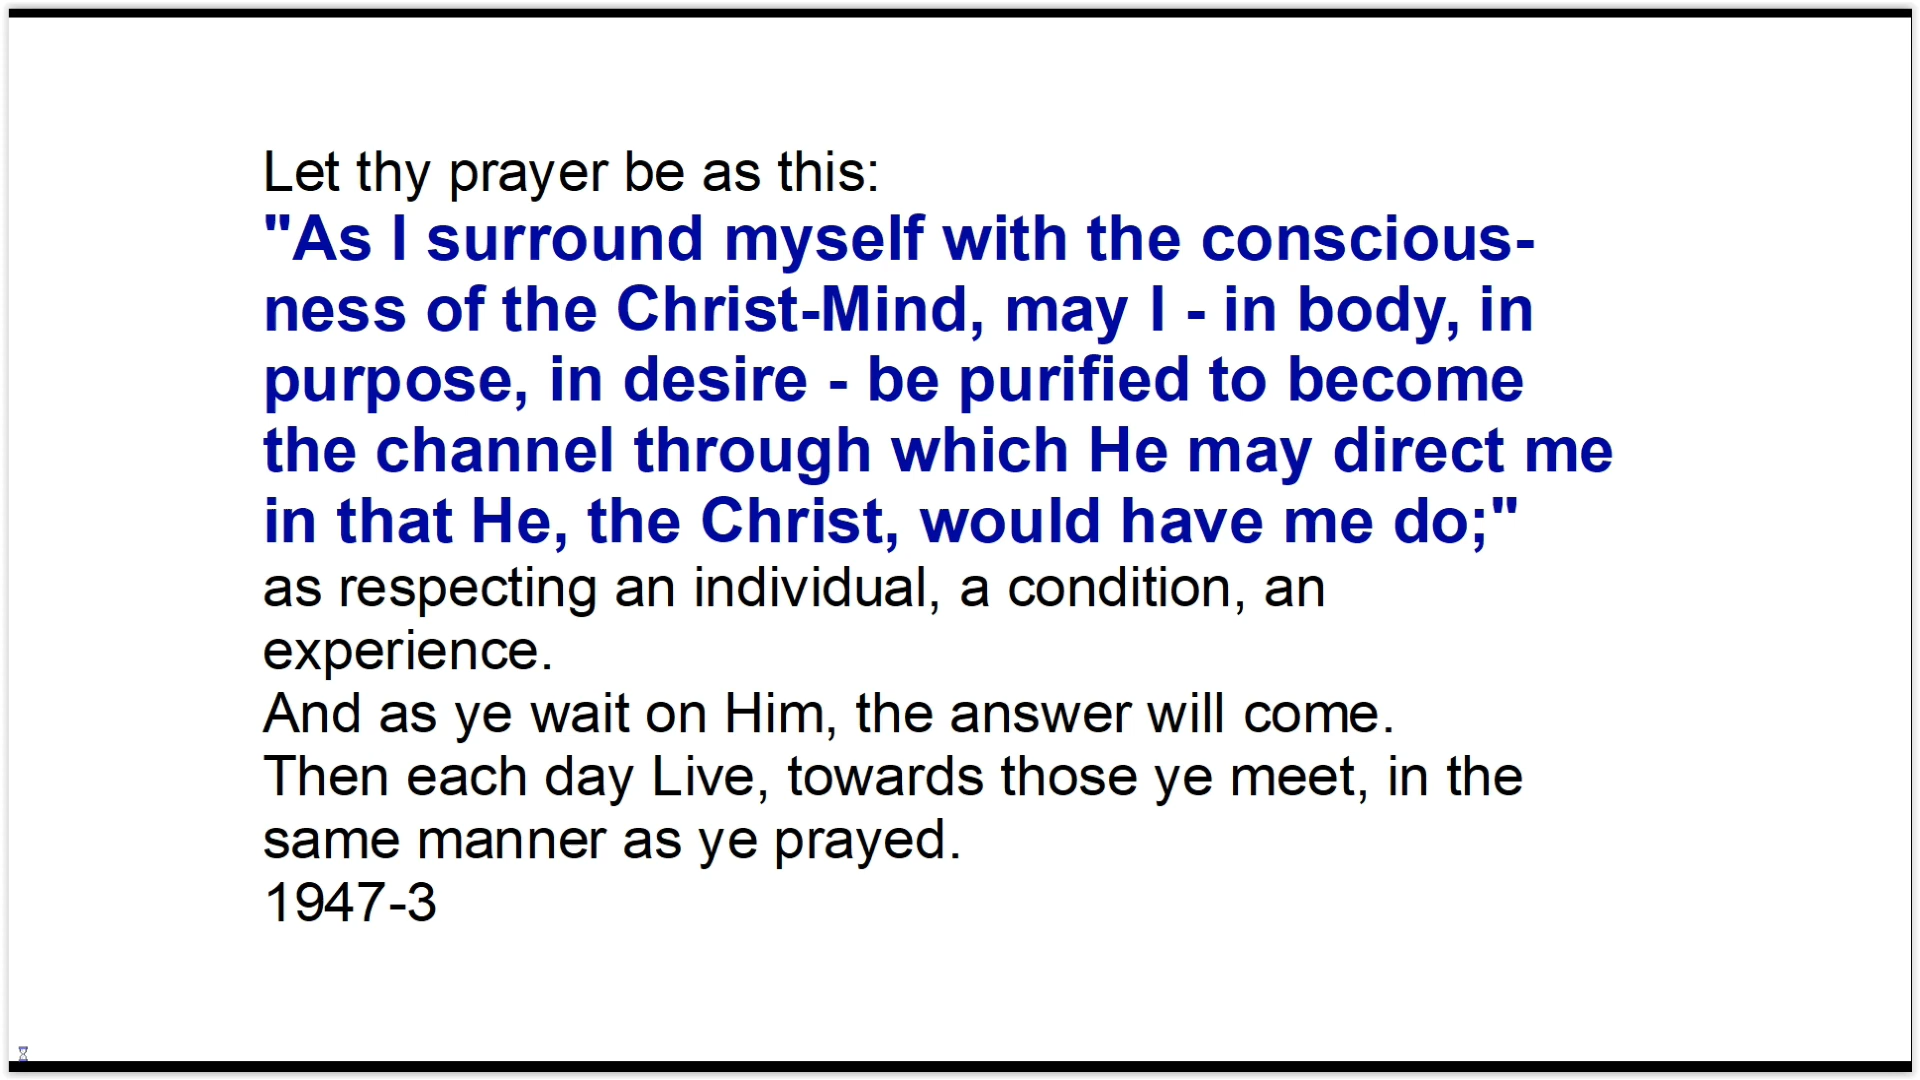 Let thy prayer be as this:
"As I surround myself with the conscious-
ness of the Christ-Mind, may I - in body, in
purpose, in desire - be purified to become
the channel through which He may direct me
in that He, the Christ, would have me do;"
as respecting an individual, a condition, an
experience.
And as ye wait on Him, the answer will come.
Then each day Live, towards those ye meet, in the
same manner as ye prayed.
1947-3